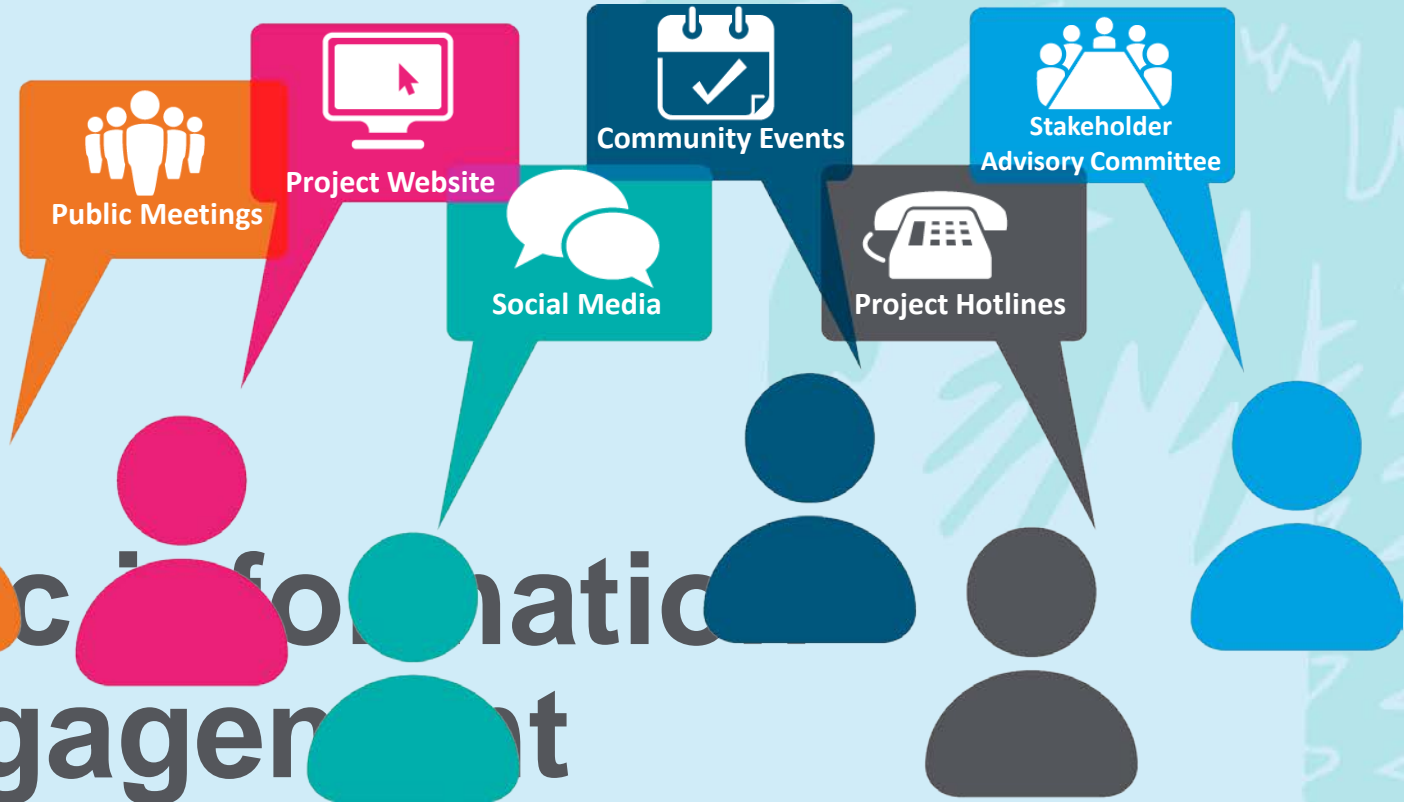 Public Meetings
Project Website
Social Media
Community Events
Project Hotlines
Stakeholder
Advisory Committee